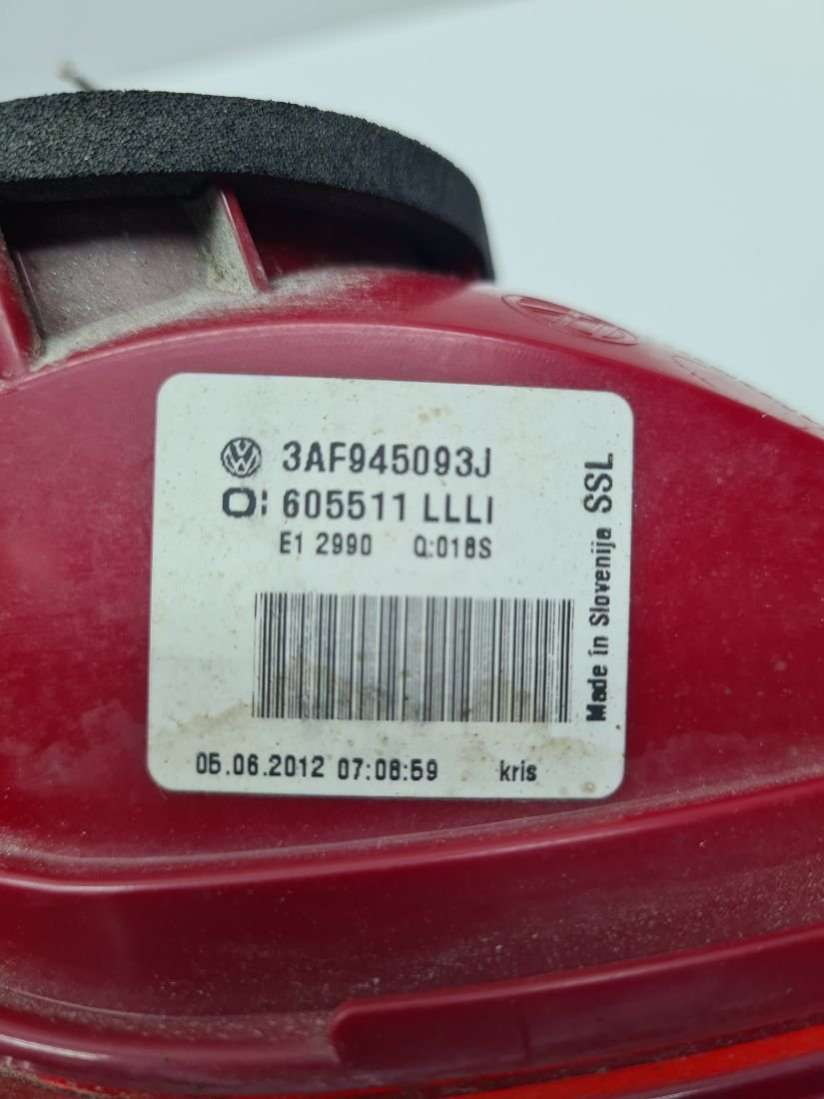 3AF945093J
605511 LLLI
E1 2990 Q:018S
05.06.2012 07:08:59 kris
Made in Slovenija SSL